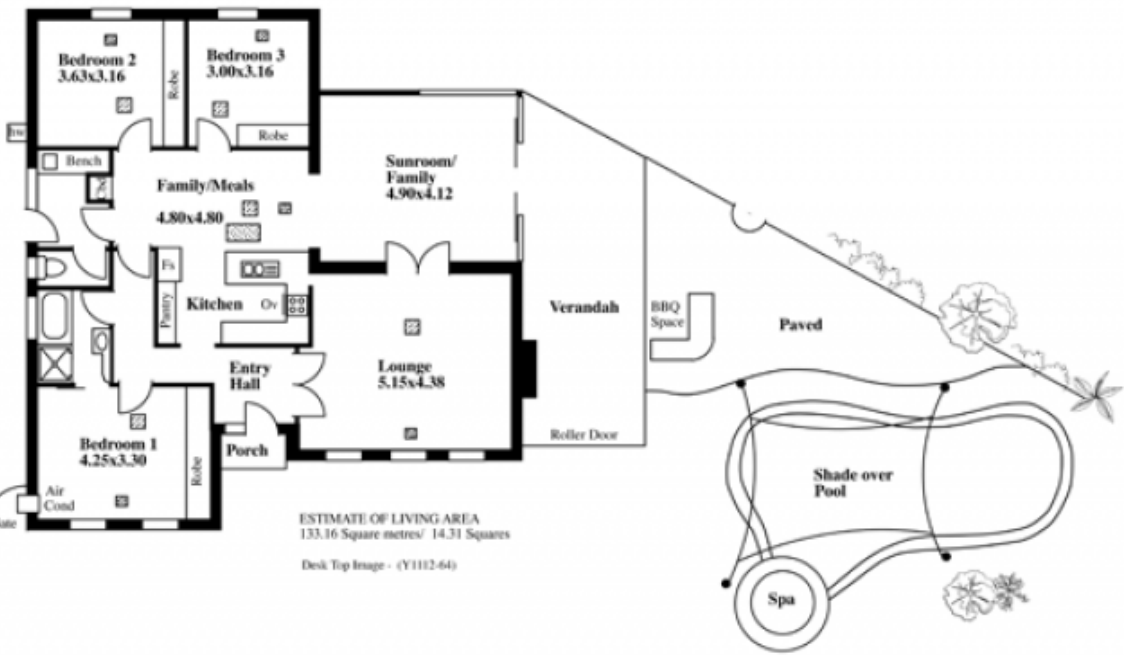 Bedroom 2
3.63x3.16
Robe
Bedroom 3
3.00x3.16
Robe
hw
Bench
Family/Meals
4.80x4.80
Sunroom/
Family
4.90x4.12
Fs
Pantry
Kitchen
Ov
Verandah
BBQ
Space
Paved
Entry
Hall
Lounge
5.15x4.38
Bedroom 1
4.25x3.30
Robe
Porch
Roller Door
Air
Cond
Shade over
Pool
Spa
ESTIMATE OF LIVING AREA
133.16 Square metres/ 14.31 Squares
Desk Top Image - (Y1112-64)